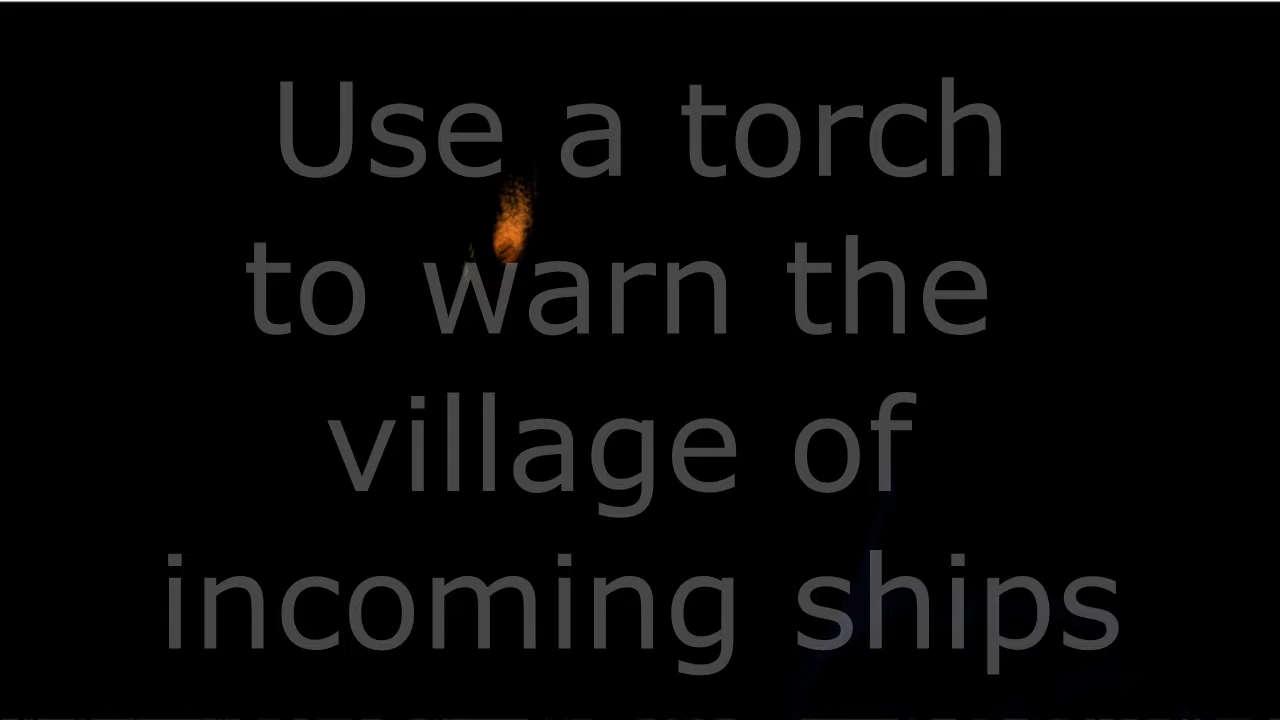 Use a torch
to warn the
village of
incoming ships